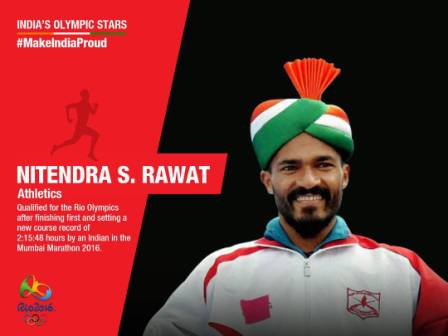 INDIA'S OLYMPIC STARS
#MakeIndiaProud
NITENDRA S. RAWAT
Athletics
Qualified for the Rio Olympics
after finishing first and setting a
new course record of
2:15:48 hours by an Indian in the
Mumbai Marathon 2016.
Rio2016